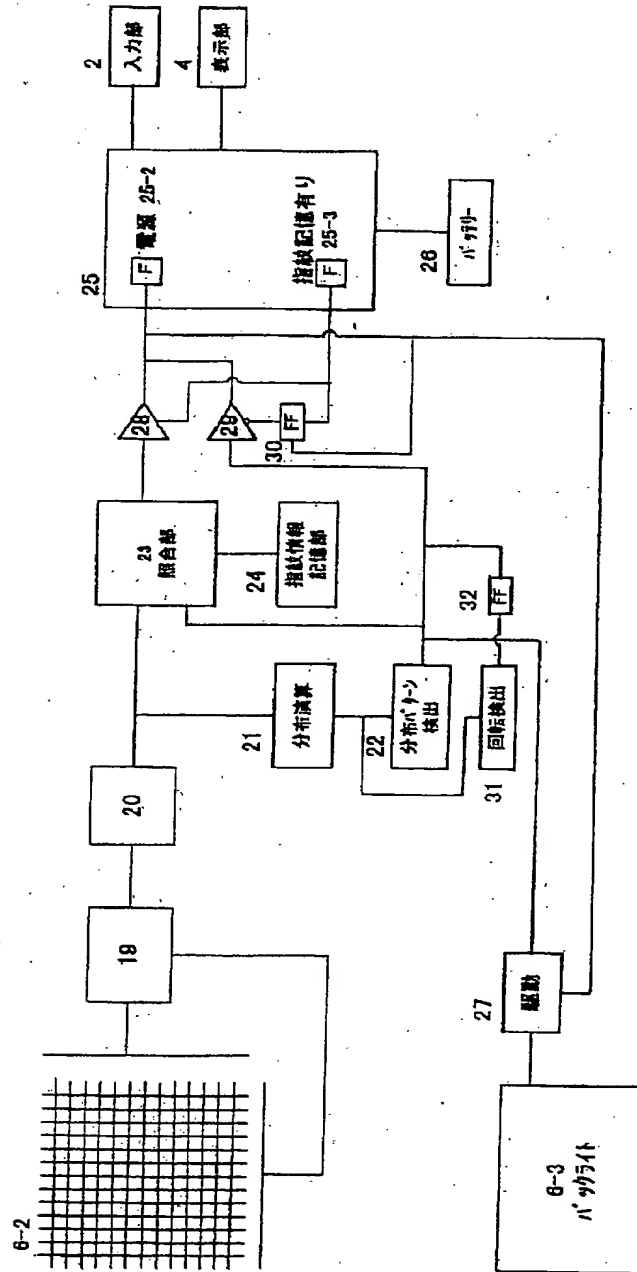 6-2
19
20
21
分布演算
22
分布パターン
検出
31
回転検出
32
FF
23
照合部
24
指紋情報
記憶部
28
29
30
FF
25
F
電源 25-2
指紋記憶有り
25-3
F
26
バッテリー
2
入力部
4
表示部
27
駆動
6-3
バックライト